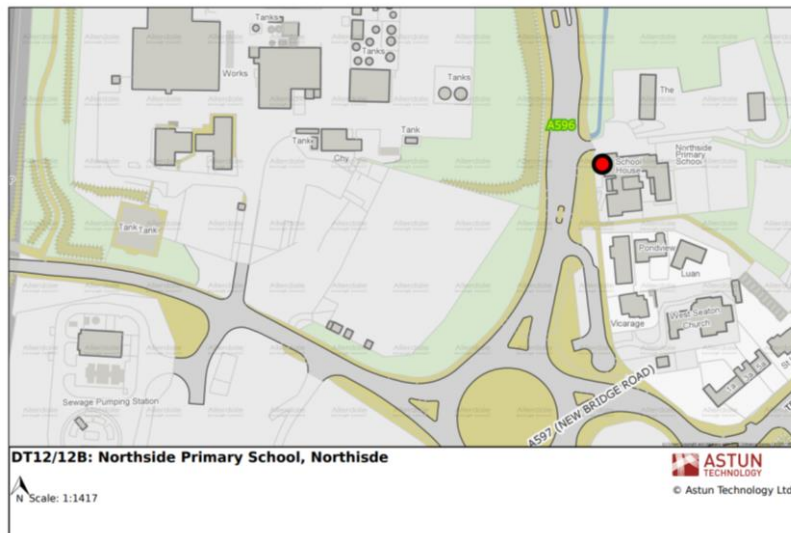 Tanks
Works
Tanks
Tanks
The
A596
Tanks
Tank
Chy
School
House
Northside
Primary
School
Tank
Tank
Pondview
Luan
Vicarage
West Seaton
Church
Sewage Pumping Station
A597 (NEW BRIDGE ROAD)
DT12/12B: Northside Primary School, Northisde
N Scale: 1:1417
ASTUN
TECHNOLOGY
© Astun Technology Ltd